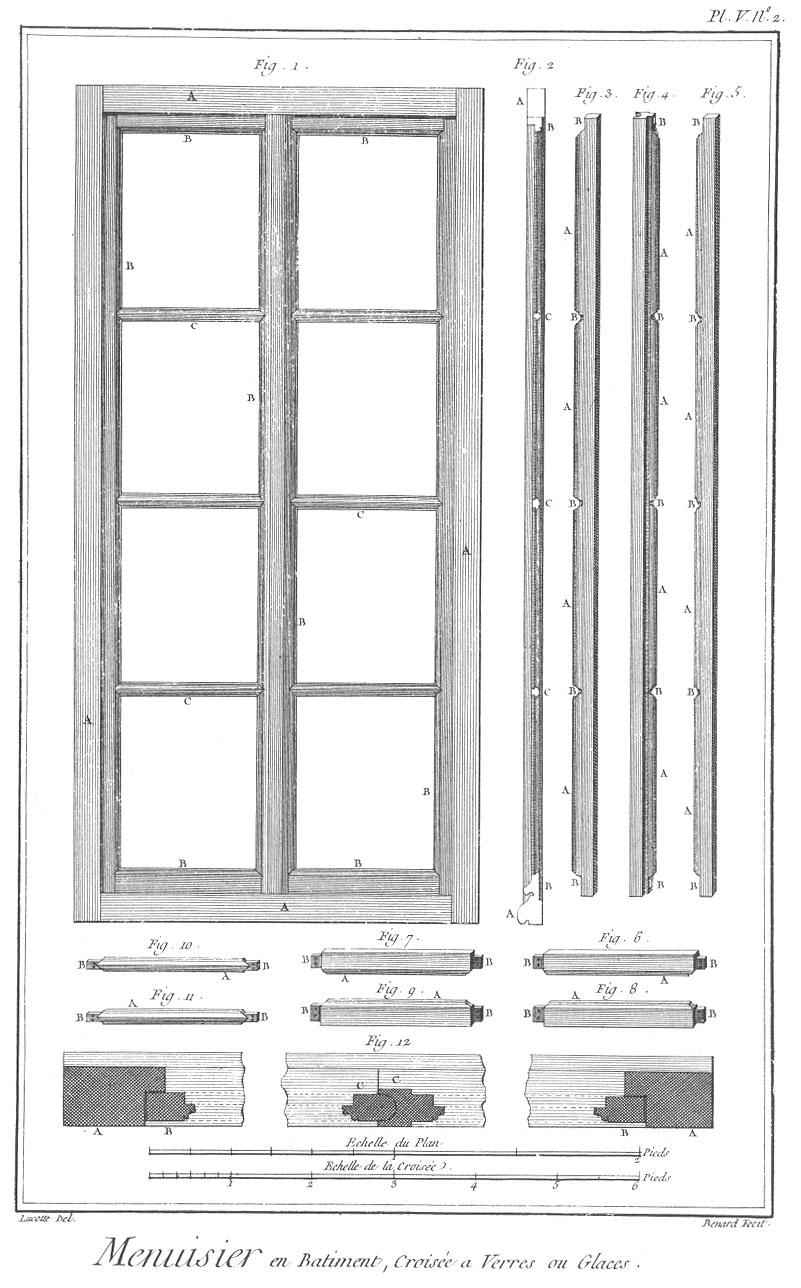 Pl. V. N.º 2.
Fig. 1.
Fig. 2
Fig. 3.
Fig. 4.
Fig. 5.
A
B B
B
C
B
C
A
B
C
A
B
B B
A
A
B
C
C
C
B
A
B
A
B
A
B
A
B
A
B
B
A
B
A
B
A
B
A
B
B
A
B
A
B
A
B
A
B
Fig. 10.
B B
A
Fig. 7.
B B
A
Fig. 6
B B
A
Fig. 11.
A
B B
Fig. 9.
A
B B
Fig. 8.
A
B B
Fig. 12
C C
A B
B A
Echelle du Plan
1 2 Pieds
Echelle de la Croisée.
1 2 3 4 5 6 Pieds
Lucotte Del.
Benard Fecit.
Menuisier en Batiment, Croisée a Verres ou Glaces.